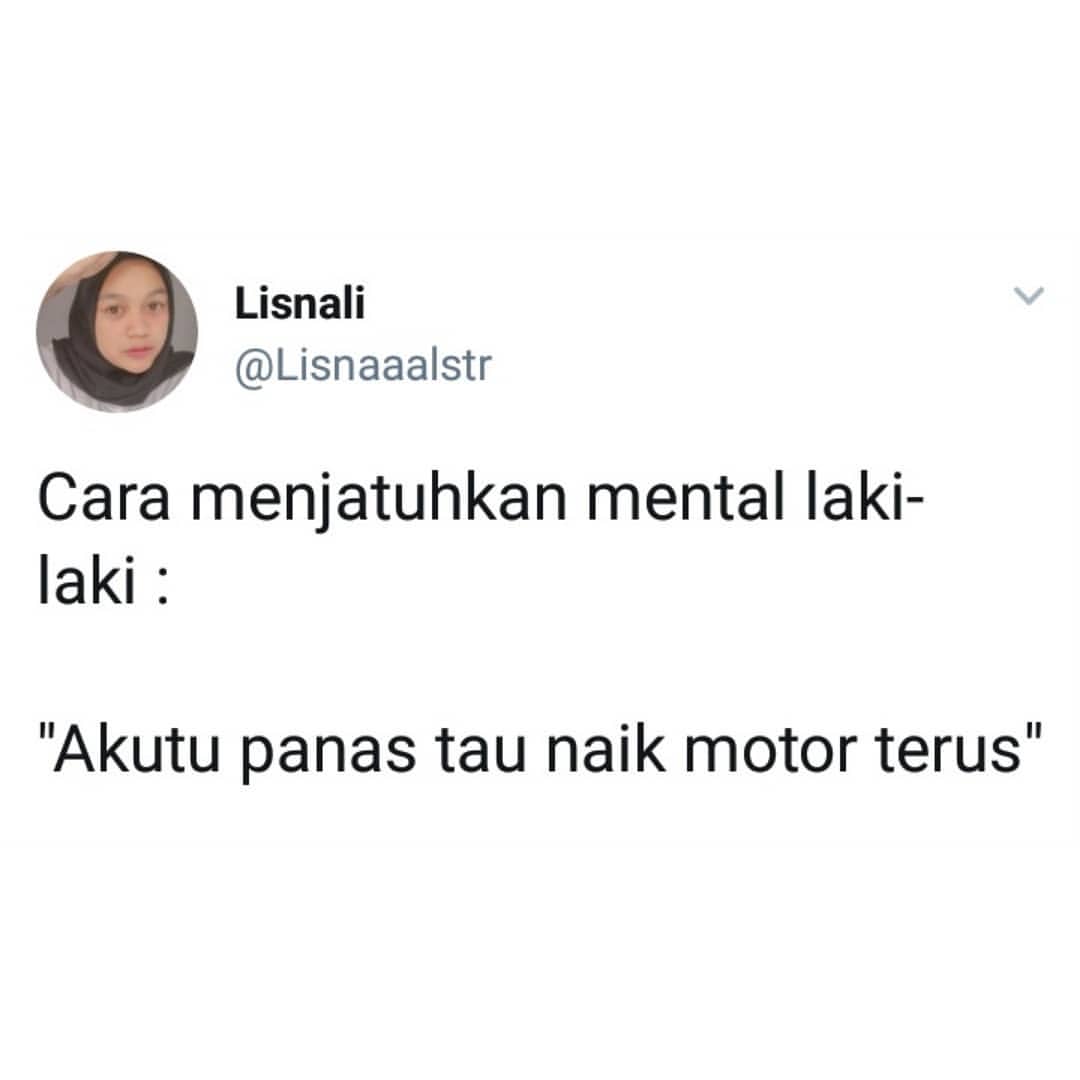 Lisnali
@Lisnaaalstr
Cara menjatuhkan mental laki-
laki :
"Akutu panas tau naik motor terus"